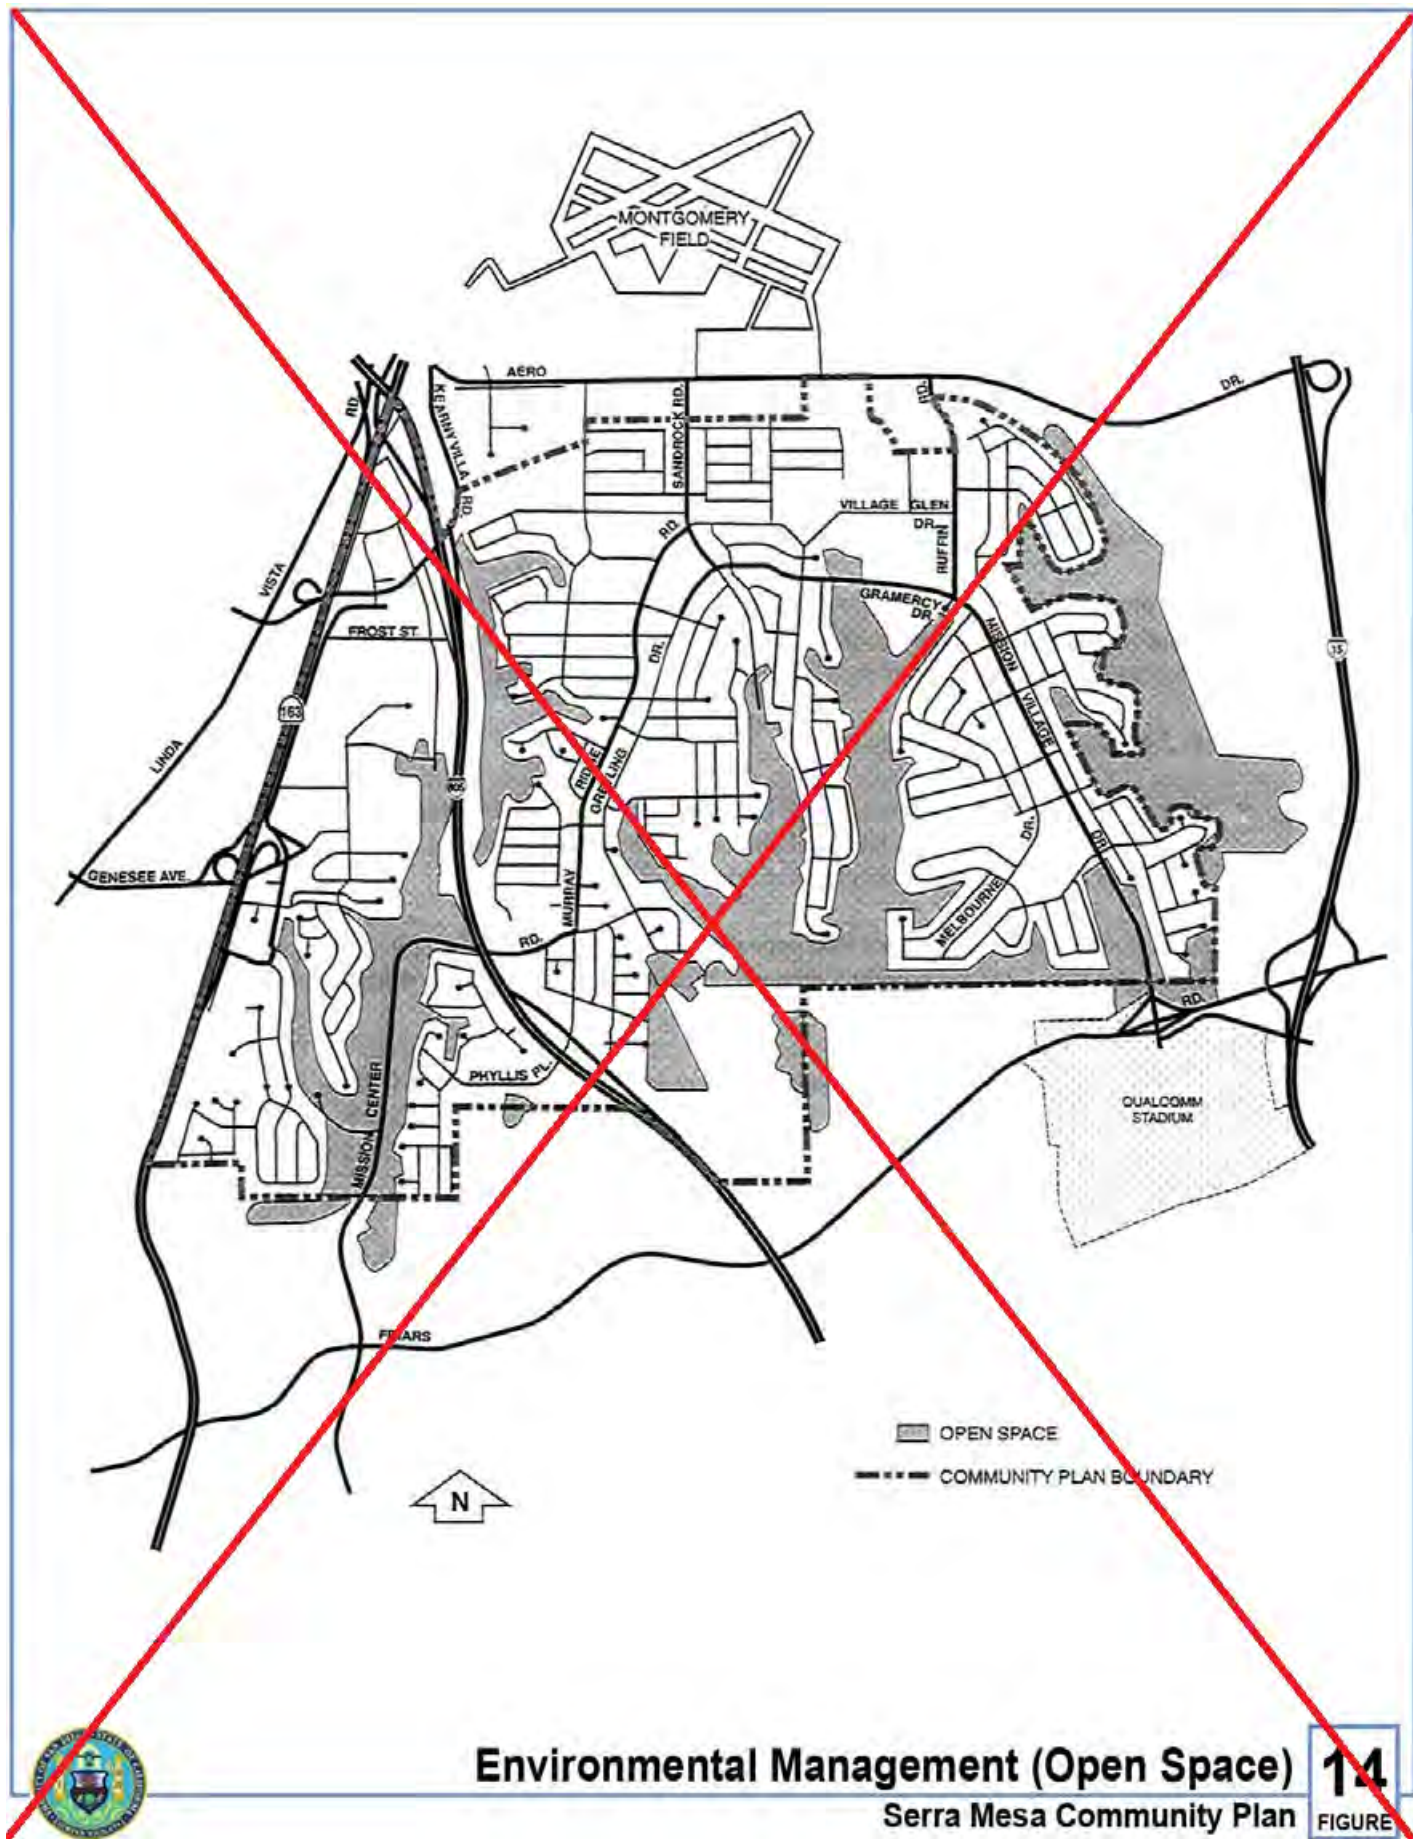 MONTGOMERY
FIELD
AERO
DR.
RD.
KEARNY VILLA
RD.
SANDROCK RD.
RD.
VILLAGE GLEN
DR.
RUFFIN
RD.
VISTA
LINDA
FROST ST.
GRAMERCY
DR.
MISSION
VILLAGE
DR.
163
805
15
DR.
RIDGE
GREYLING
GENESEE AVE.
MURRAY
RD.
DR.
MELBOURNE
RD.
PHYLLIS PL.
CENTER
MISSION
QUALCOMM
STADIUM
FRIARS
OPEN SPACE
COMMUNITY PLAN BOUNDARY
N
Environmental Management (Open Space)
Serra Mesa Community Plan
14
FIGURE